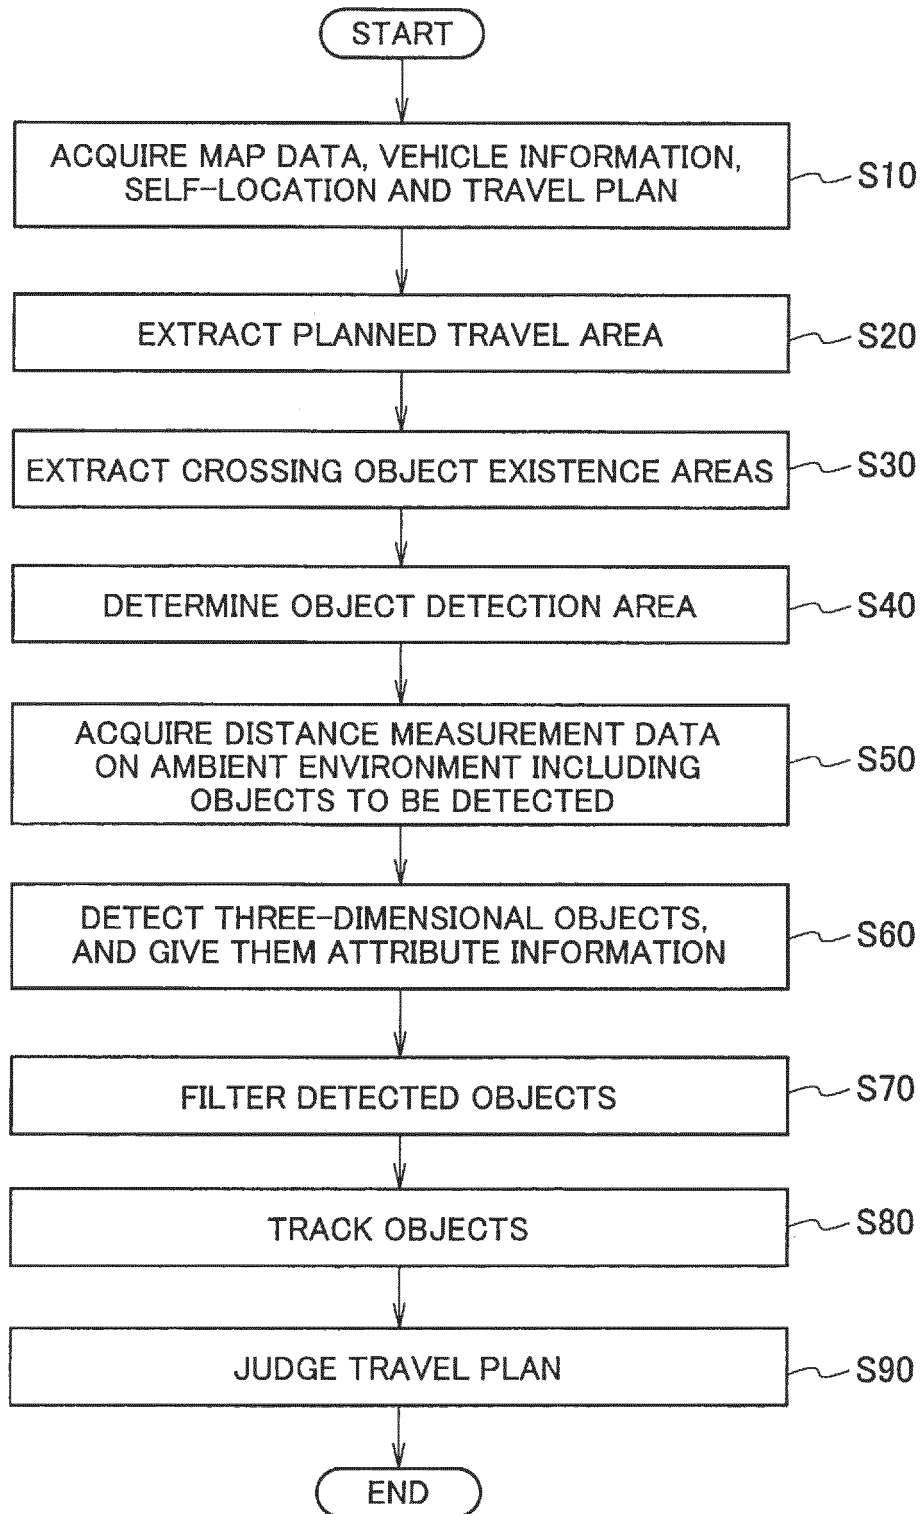 START
ACQUIRE MAP DATA, VEHICLE INFORMATION,
SELF-LOCATION AND TRAVEL PLAN
S10
EXTRACT PLANNED TRAVEL AREA
S20
EXTRACT CROSSING OBJECT EXISTENCE AREAS
S30
DETERMINE OBJECT DETECTION AREA
S40
ACQUIRE DISTANCE MEASUREMENT DATA
ON AMBIENT ENVIRONMENT INCLUDING
OBJECTS TO BE DETECTED
S50
DETECT THREE-DIMENSIONAL OBJECTS,
AND GIVE THEM ATTRIBUTE INFORMATION
S60
FILTER DETECTED OBJECTS
S70
TRACK OBJECTS
S80
JUDGE TRAVEL PLAN
S90
END